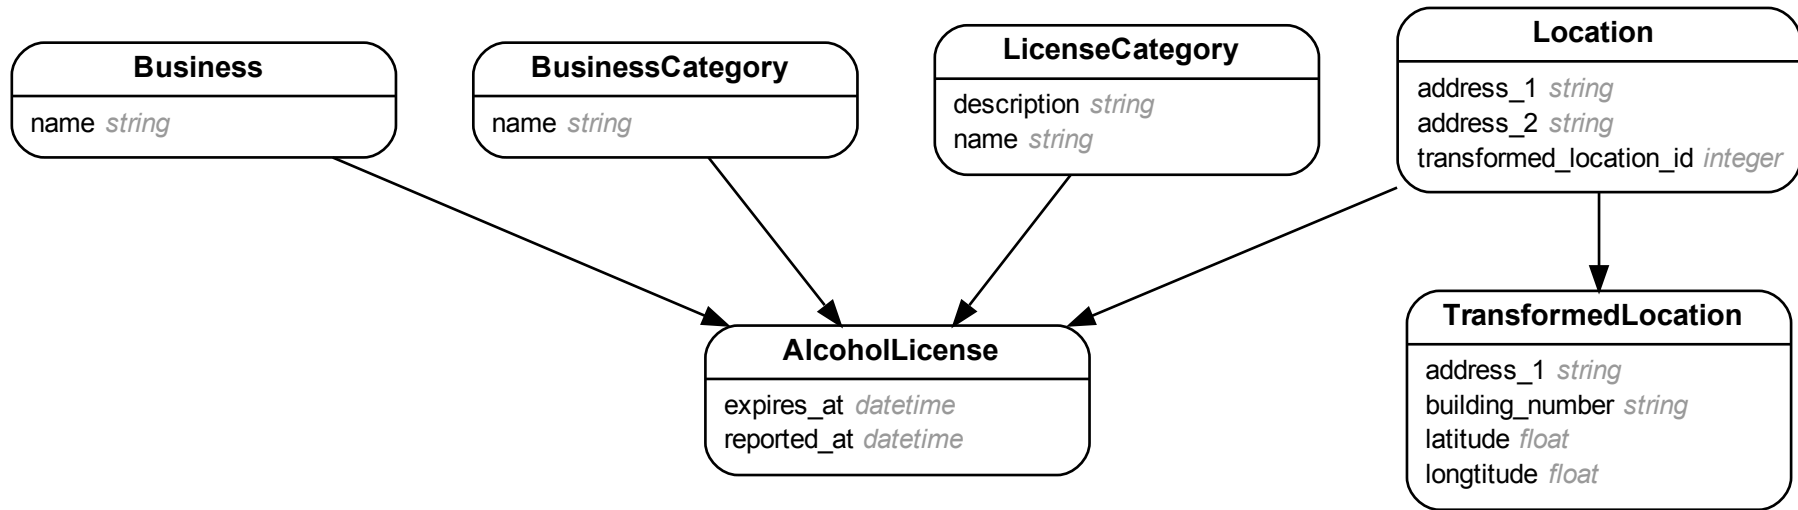 Business
name string
BusinessCategory
name string
LicenseCategory
description string
name string
Location
address_1 string
address_2 string
transformed_location_id integer
AlcoholLicense
expires_at datetime
reported_at datetime
TransformedLocation
address_1 string
building_number string
latitude float
longtitude float